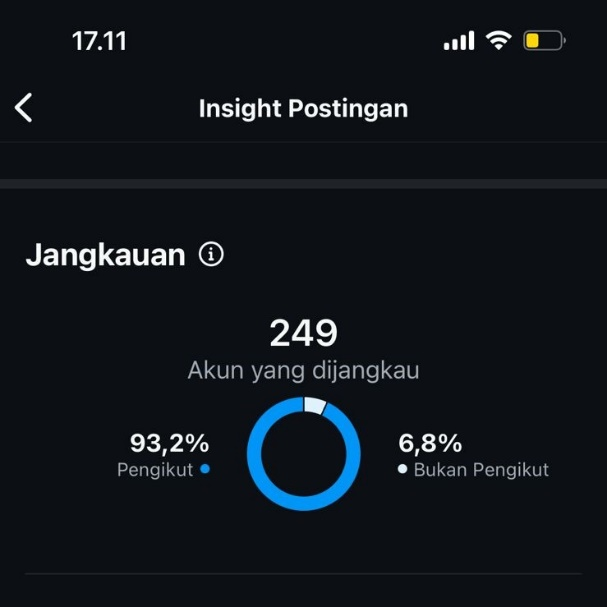 17.11
Insight Postingan
Jangkauan
249
Akun yang dijangkau
93,2%
Pengikut
6,8%
Bukan Pengikut